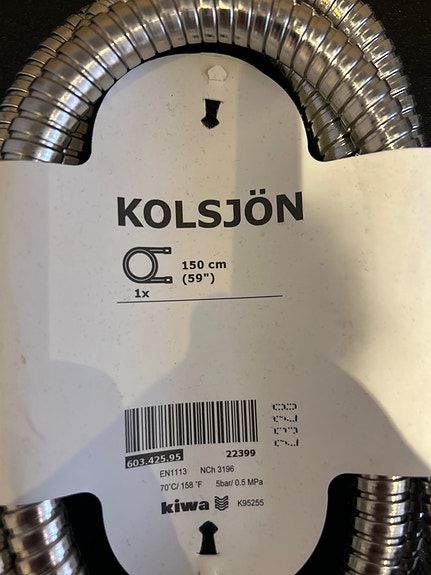 KOLSJÖN
150 cm
(59")
1x
2328
603.425.95 22399
EN1113 NCh 3196
70˚C/ 158 ˚F 5bar/ 0.5 MPa
kiwa K95255